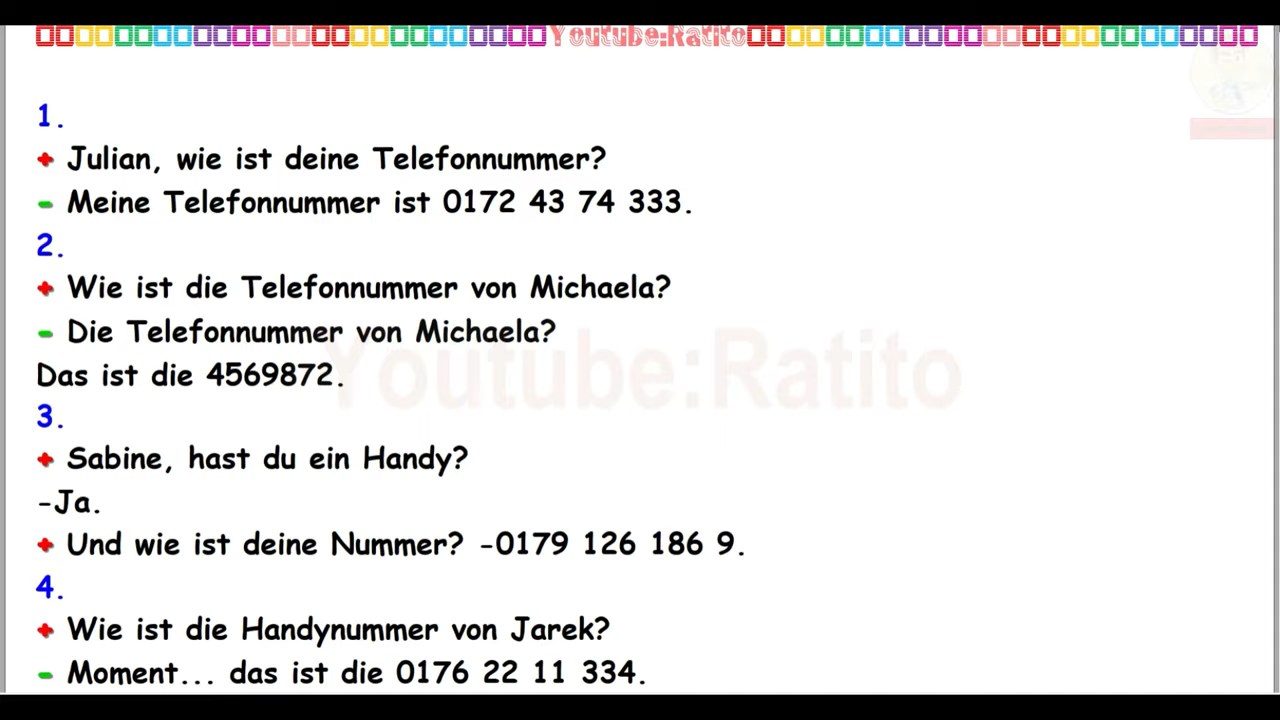 Youtube:Ratito
1.
+ Julian, wie ist deine Telefonnummer?
- Meine Telefonnummer ist 0172 43 74 333.
2.
+ Wie ist die Telefonnummer von Michaela?
- Die Telefonnummer von Michaela?
Das ist die 4569872.
Youtube:Ratito
3.
+ Sabine, hast du ein Handy?
-Ja.
+ Und wie ist deine Nummer? -0179 126 186 9.
4.
+ Wie ist die Handynummer von Jarek?
- Moment... das ist die 0176 22 11 334.